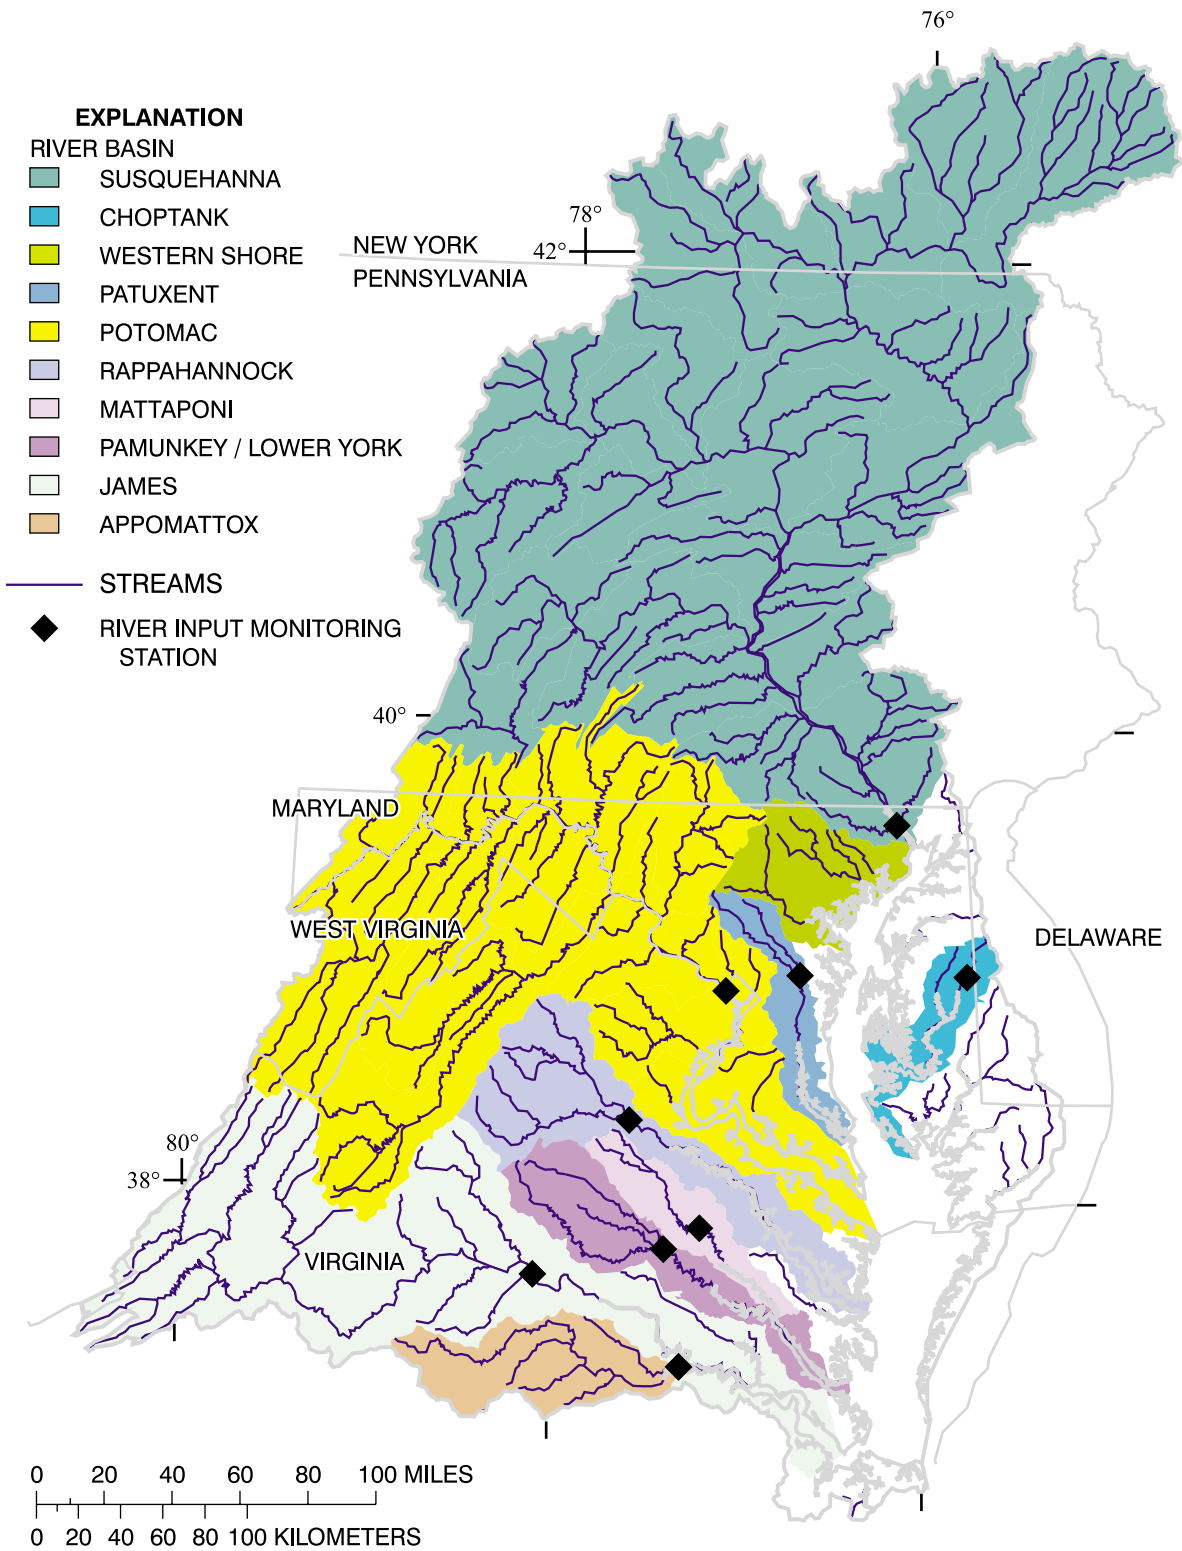 76°
EXPLANATION
RIVER BASIN
SUSQUEHANNA
CHOPTANK
WESTERN SHORE
PATUXENT
POTOMAC
RAPPAHANNOCK
MATTAPONI
PAMUNKEY / LOWER YORK
JAMES
APPOMATTOX
STREAMS
RIVER INPUT MONITORING
STATION
78°
42°
NEW YORK
PENNSYLVANIA
40°
MARYLAND
WEST VIRGINIA
DELAWARE
80°
38°
VIRGINIA
0 20 40 60 80 100 MILES
0 20 40 60 80 100 KILOMETERS